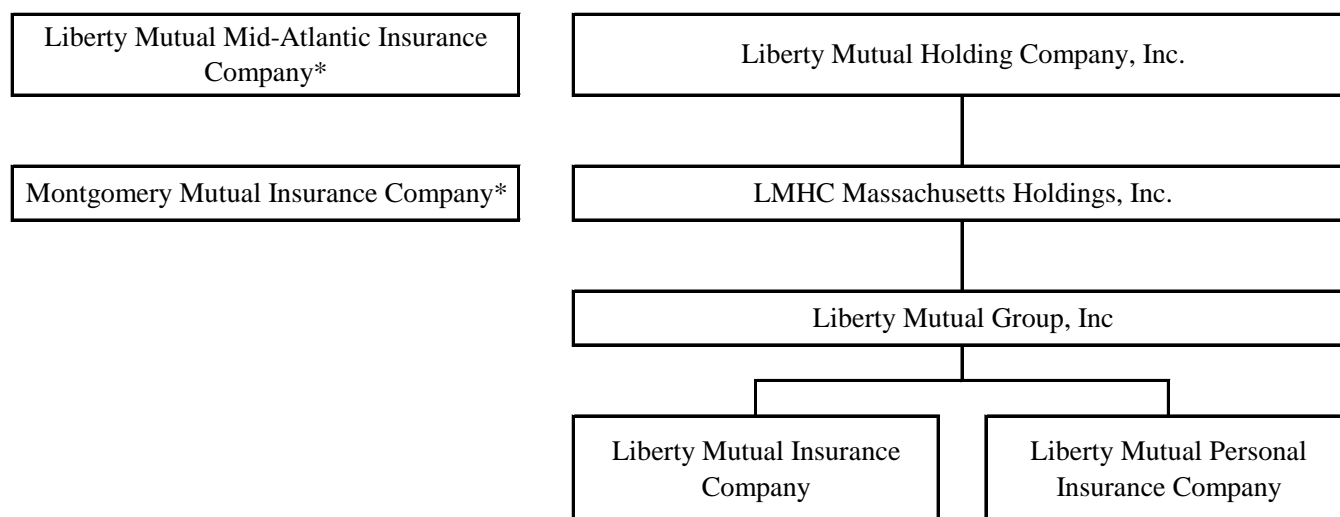 Liberty Mutual Mid-Atlantic Insurance
Company*
Liberty Mutual Holding Company, Inc.
Montgomery Mutual Insurance Company*
LMHC Massachusetts Holdings, Inc.
Liberty Mutual Group, Inc
Liberty Mutual Insurance
Company
Liberty Mutual Personal
Insurance Company